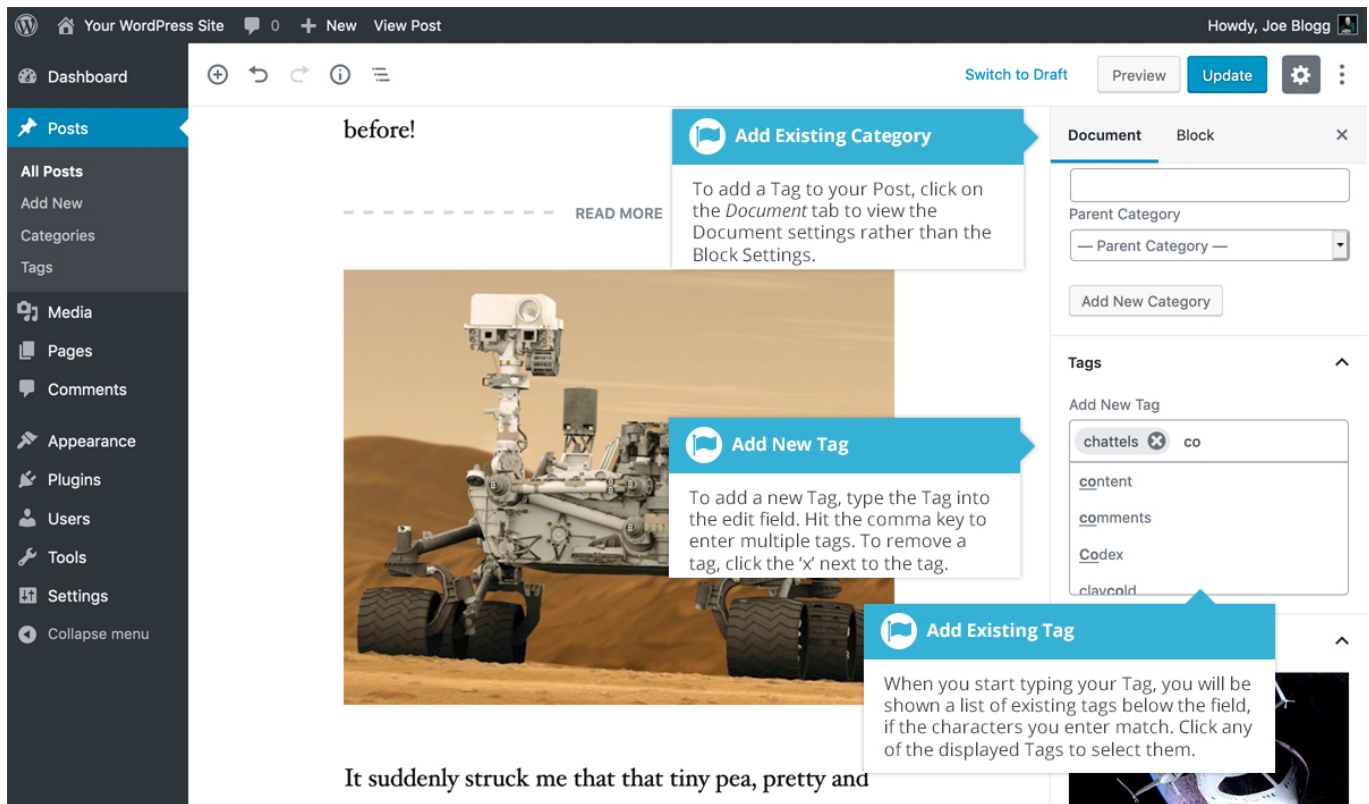 Your WordPress Site 0 New View Post Howdy, Joe Blogg
Dashboard
Posts
All Posts
Add New
Categories
Tags
Media
Pages
Comments
Appearance
Plugins
Users
Tools
Settings
Collapse menu
Switch to Draft Preview Update
before!
READ MORE
Add Existing Category
To add a Tag to your Post, click on
the Document tab to view the
Document settings rather than the
Block Settings.
Add New Tag
To add a new Tag, type the Tag into
the edit field. Hit the comma key to
enter multiple tags. To remove a
tag, click the ‘x’ next to the tag.
It suddenly struck me that that tiny pea, pretty and
Document Block
Parent Category
— Parent Category —
Add New Category
Tags
Add New Tag
chattels co
content
comments
Codex
claycold
Add Existing Tag
When you start typing your Tag, you will be
shown a list of existing tags below the field,
if the characters you enter match. Click any
of the displayed Tags to select them.